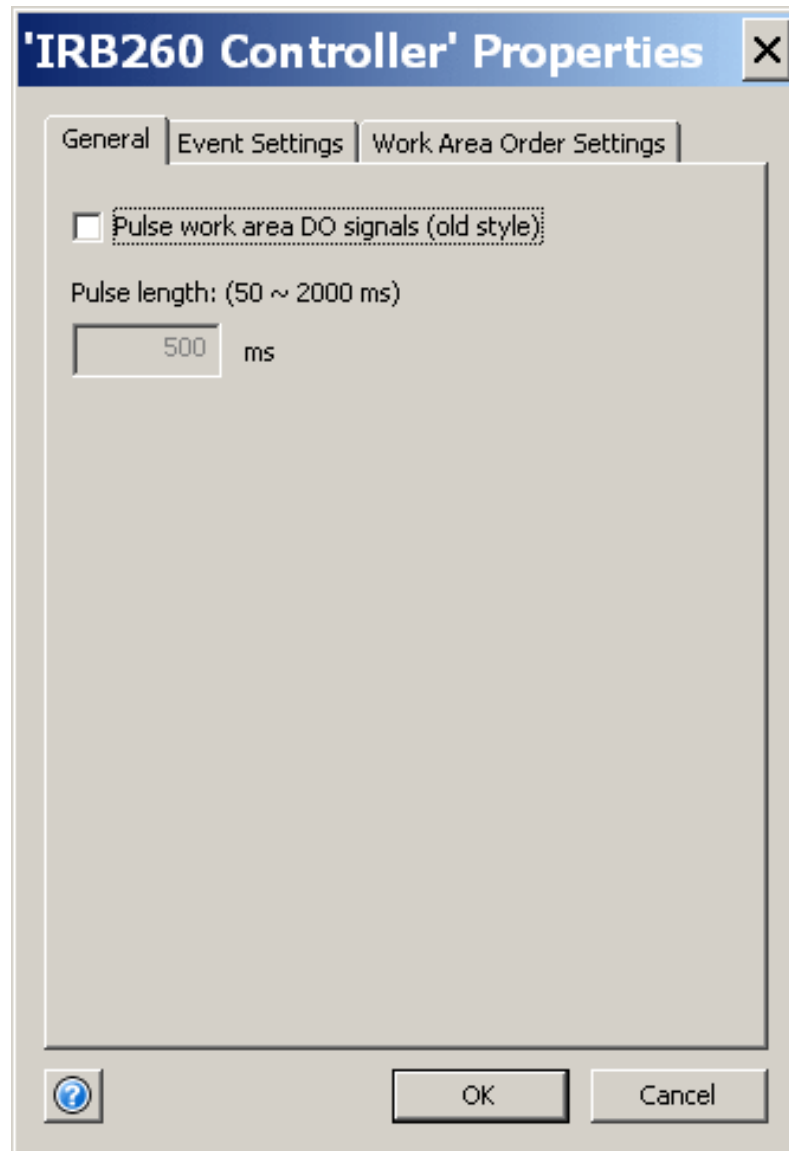 'IRB260 Controller' Properties
General Event Settings Work Area Order Settings
Pulse work area DO signals (old style)
Pulse length: (50 ~ 2000 ms)
500 ms
OK Cancel